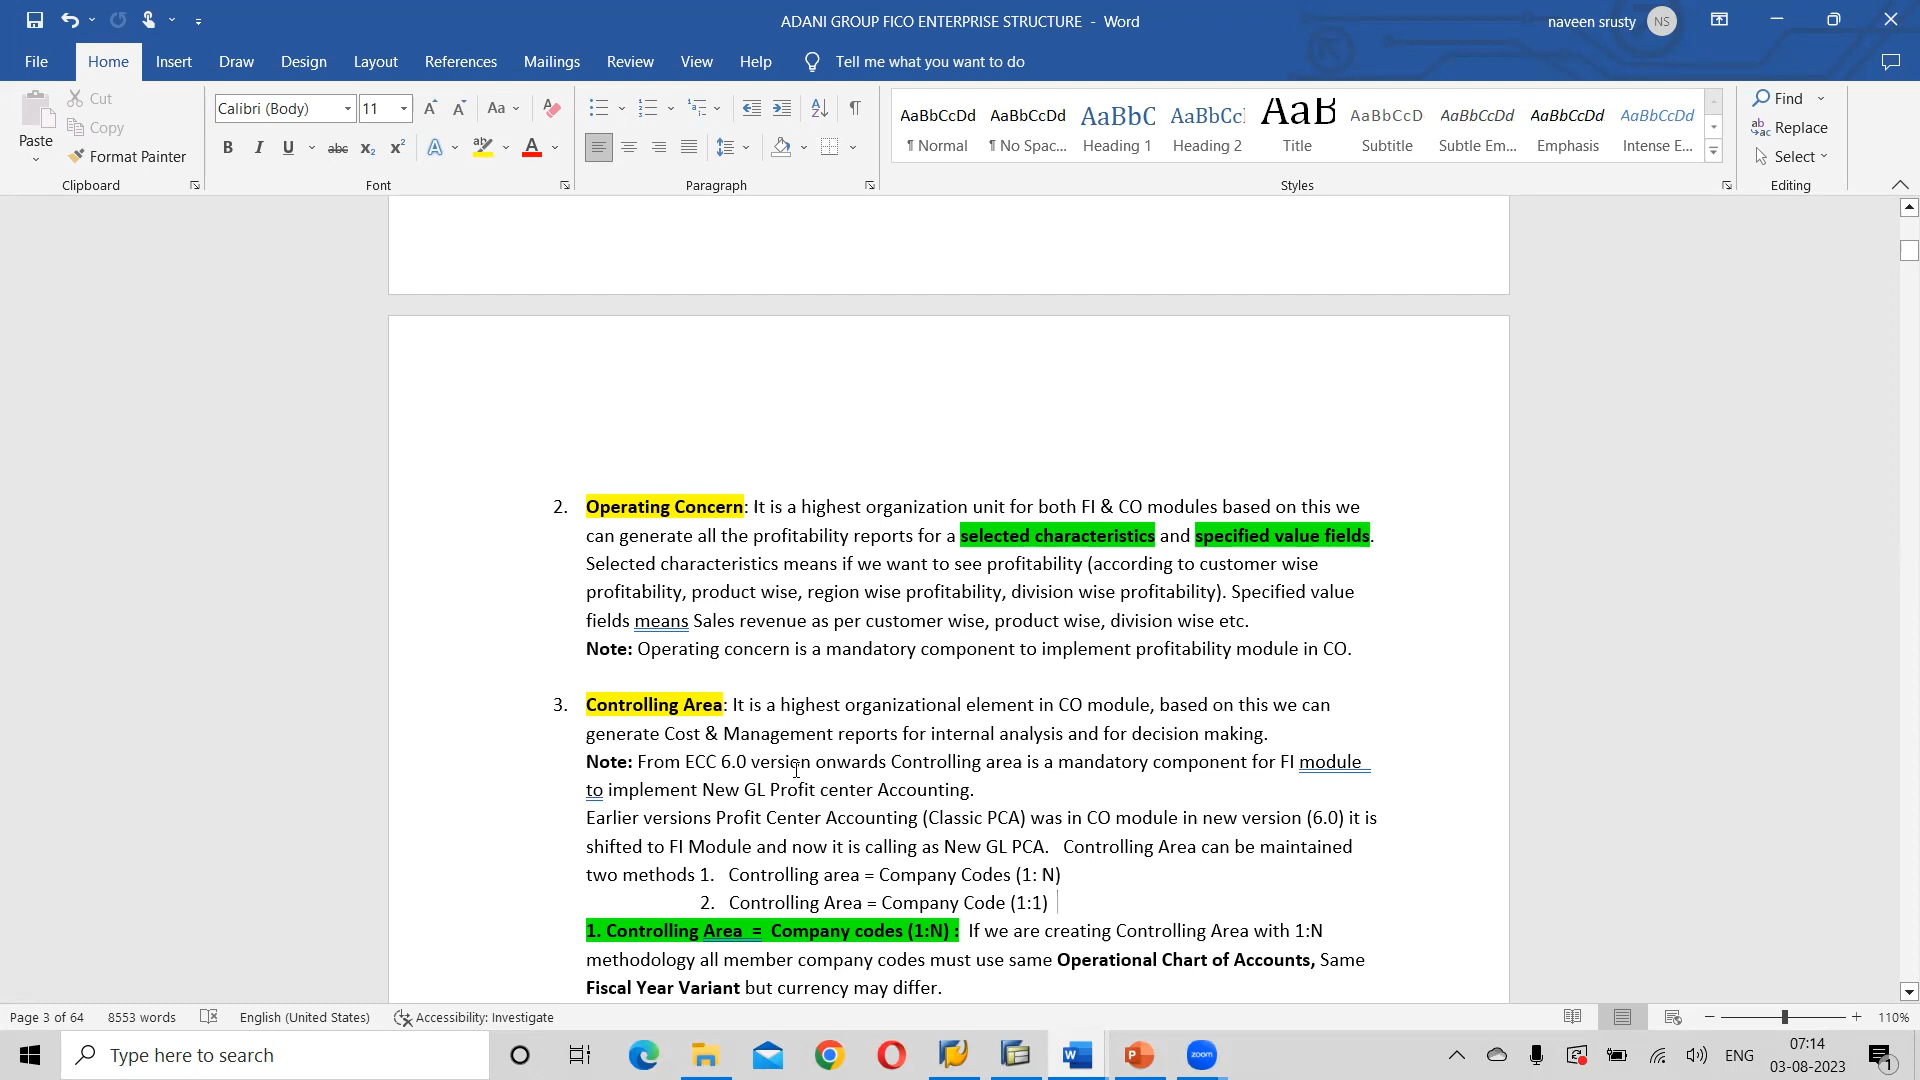 ADANI GROUP FICO ENTERPRISE STRUCTURE - Word
naveen srusty NS
File Home Insert Draw Design Layout References Mailings Review View Help Tell me what you want to do
Paste
Cut
Copy
Format Painter
Clipboard
Calibri (Body) 11
Font
Paragraph
AaBbCcDd AaBbCcDd AaBbC AaBbCc AaB AaBbCcD AaBbCcDd AaBbCcDd AaBbCcDd
¶ Normal ¶ No Spac... Heading 1 Heading 2 Title Subtitle Subtle Em... Emphasis Intense E...
Styles
Find
Replace
Select
Editing
2. Operating Concern: It is a highest organization unit for both FI & CO modules based on this we
can generate all the profitability reports for a selected characteristics and specified value fields.
Selected characteristics means if we want to see profitability (according to customer wise
profitability, product wise, region wise profitability, division wise profitability). Specified value
fields means Sales revenue as per customer wise, product wise, division wise etc.
Note: Operating concern is a mandatory component to implement profitability module in CO.
3. Controlling Area: It is a highest organizational element in CO module, based on this we can
generate Cost & Management reports for internal analysis and for decision making.
Note: From ECC 6.0 version onwards Controlling area is a mandatory component for FI module
to implement New GL Profit center Accounting.
Earlier versions Profit Center Accounting (Classic PCA) was in CO module in new version (6.0) it is
shifted to FI Module and now it is calling as New GL PCA. Controlling Area can be maintained
two methods 1. Controlling area = Company Codes (1: N)
2. Controlling Area = Company Code (1:1)
1. Controlling Area = Company codes (1:N) : If we are creating Controlling Area with 1:N
methodology all member company codes must use same Operational Chart of Accounts, Same
Fiscal Year Variant but currency may differ.
Page 3 of 64 8553 words English (United States) Accessibility: Investigate 110%
Type here to search
zoom
ENG
07:14
03-08-2023
1